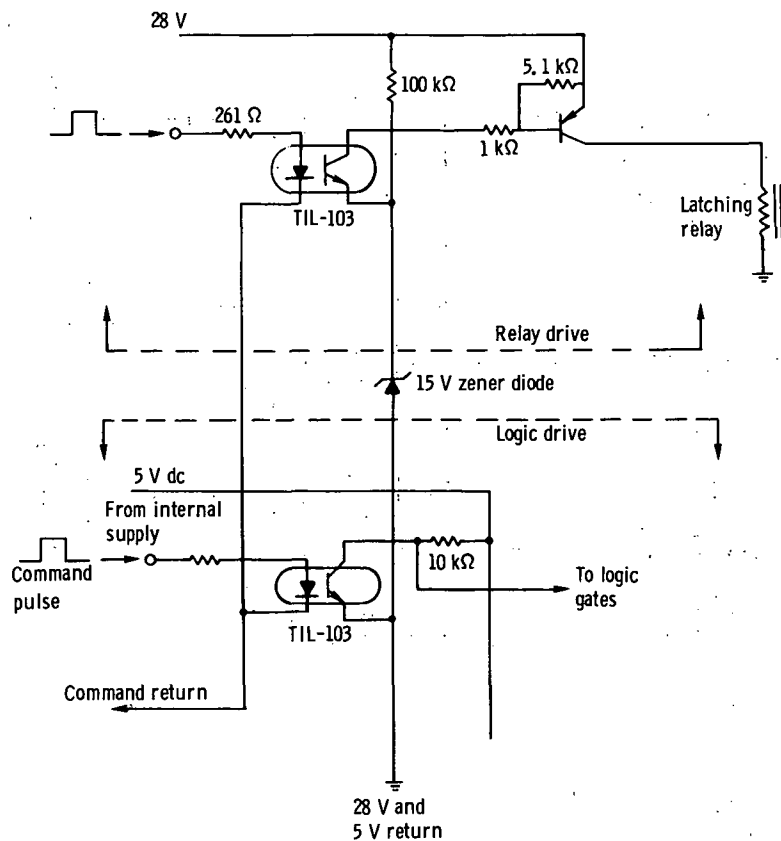 28 V
5.1 kΩ
100 kΩ
261 Ω
1 kΩ
TIL-103
Latching
relay
Relay drive
15 V zener diode
Logic drive
5 V dc
From internal
supply
10 kΩ
Command
pulse
To logic
gates
TIL-103
Command return
28 V and
5 V return